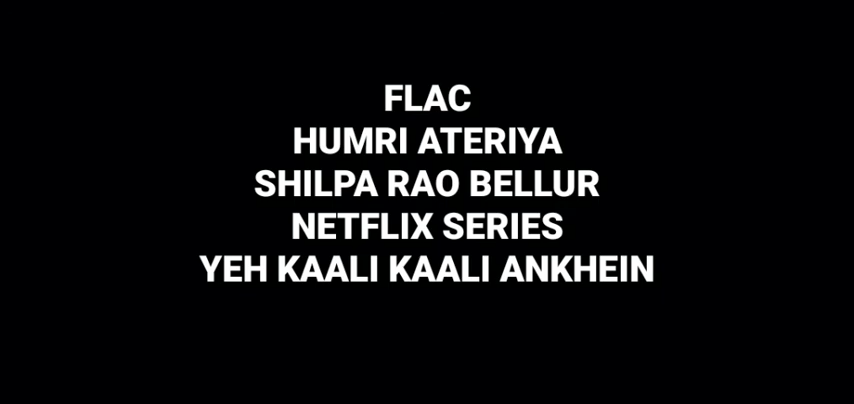 FLAC
HUMRI ATERIYA
SHILPA RAO BELLUR
NETFLIX SERIES
YEH KAALI KAALI ANKHEIN